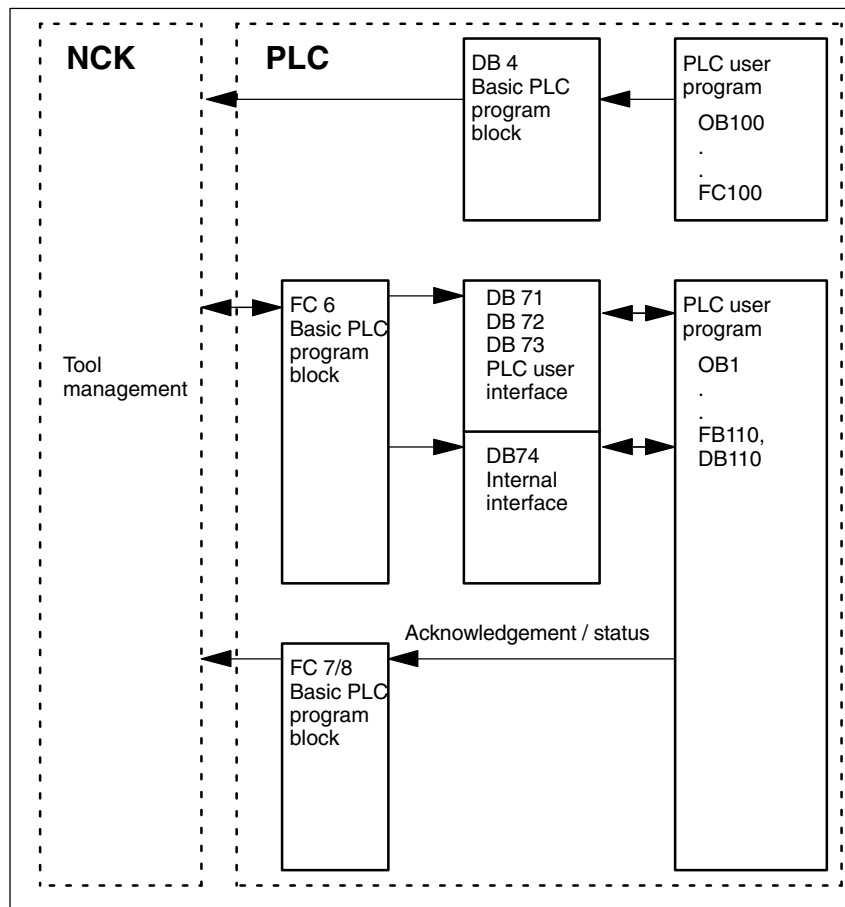 NCK
PLC
DB 4
Basic PLC
program
block
PLC user
program
OB100
.
.
FC100
Tool
management
FC 6
Basic PLC
program
block
DB 71
DB 72
DB 73
PLC user
interface
DB74
Internal
interface
PLC user
program
OB1
.
.
FB110,
DB110
Acknowledgement / status
FC 7/8
Basic PLC
program
block